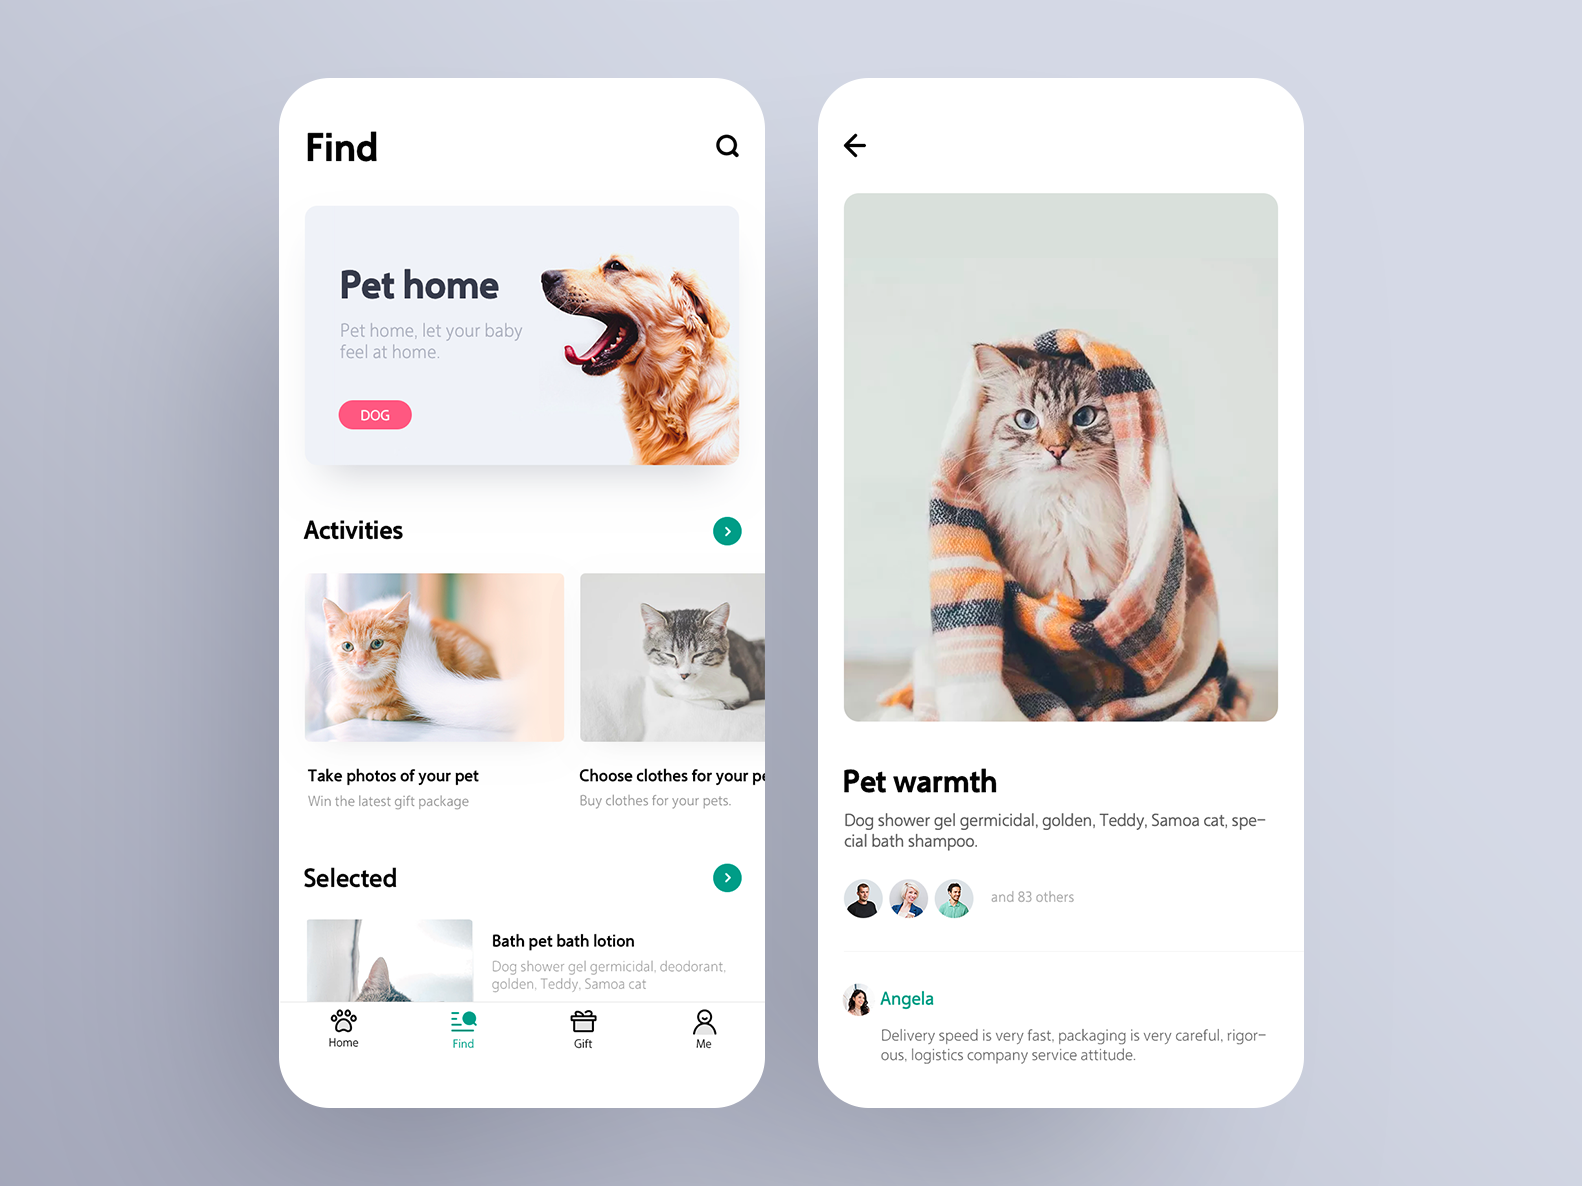 Find
Pet home
Pet home, let your baby
feel at home.
DOG
Activities
Take photos of your pet
Win the latest gift package
Choose clothes for your pe
Buy clothes for your pets.
Selected
Bath pet bath lotion
Dog shower gel germicidal, deodorant,
golden, Teddy, Samoa cat
Home
Find
Gift
Me
Pet warmth
Dog shower gel germicidal, golden, Teddy, Samoa cat, spe-
cial bath shampoo.
and 83 others
Angela
Delivery speed is very fast, packaging is very careful, rigor-
ous, logistics company service attitude.